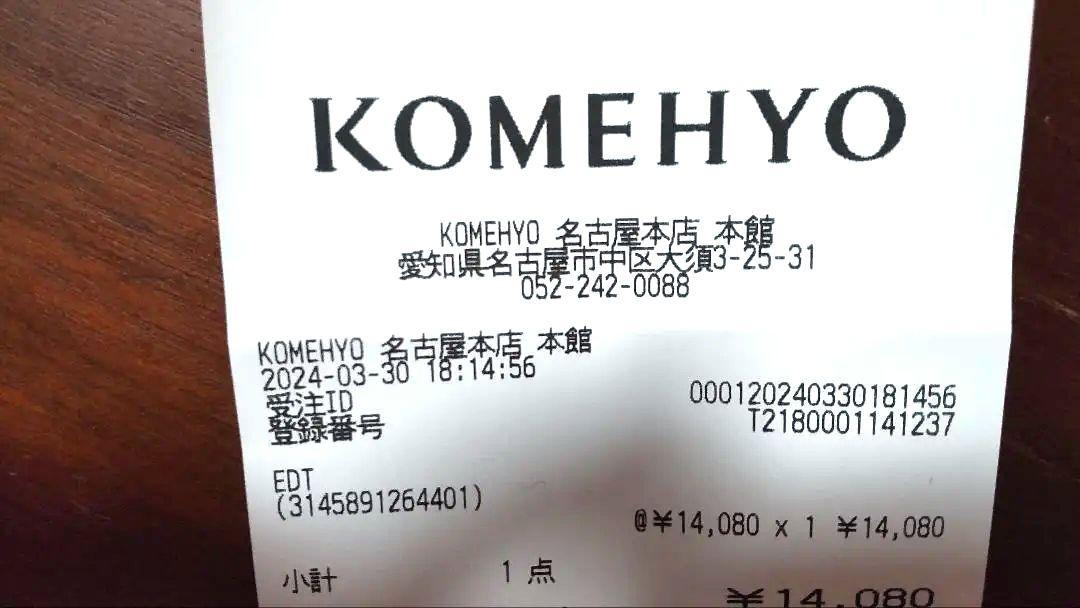 KOMEHYO
KOMEHYO 名古屋本店 本館
愛知県名古屋市中区大須3-25-31
052-242-0088
KOMEHYO 名古屋本店 本館
2024-03-30 18:14:56
受注ID 000120240330181456
登録番号 T2180001141237
EDT
(3145891264401)
@¥14,080 x 1 ¥14,080
小計 1 点 ¥14,080